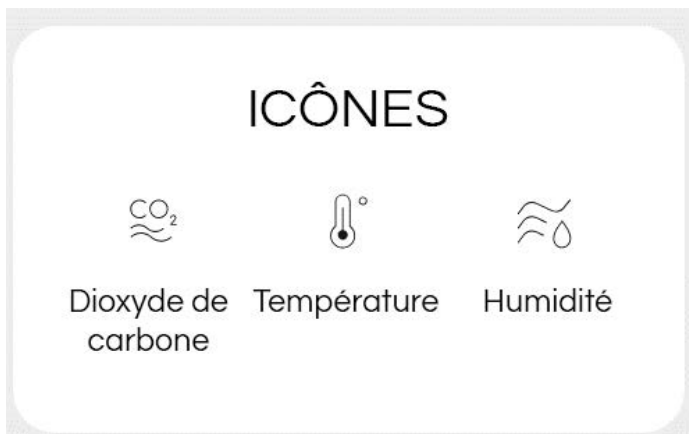 ICÔNES
CO₂
Dioxyde de
carbone
Température
Humidité